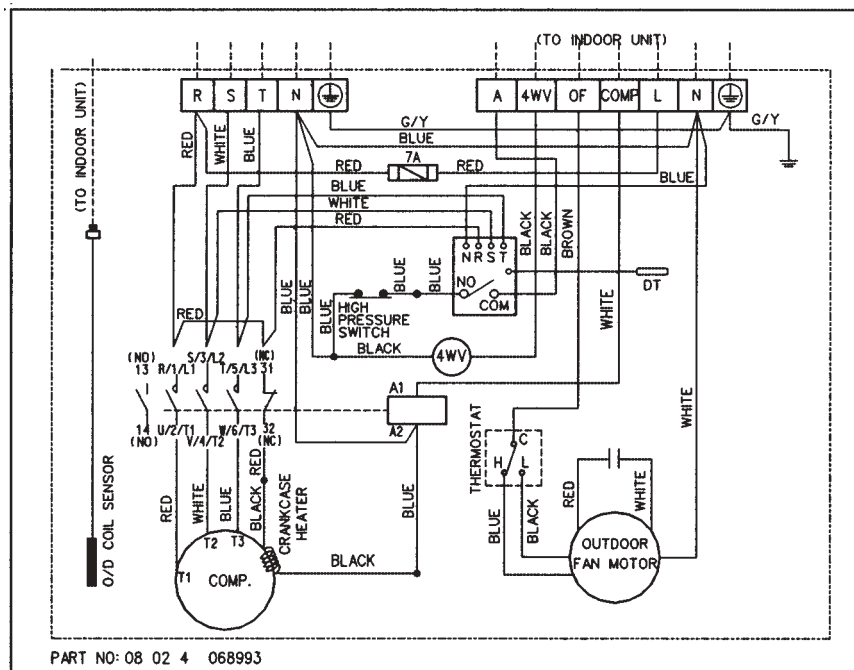 (TO INDOOR UNIT)
R S T N
A 4WV OF COMP L N
G/Y
G/Y
BLUE
RED
WHITE
BLUE
7A
RED
RED
BLUE
BLUE
WHITE
RED
(TO INDOOR UNIT)
BLACK
BLACK
BROWN
N R S T
NO
COM
DT
BLUE
BLUE
BLUE
BLUE
BLUE
HIGH
PRESSURE
SWITCH
WHITE
RED
BLACK
4WV
(NO)
13
R/1/L1
S/3/L2
T/5/L3
(NC)
31
A1
A2
14
(NO)
U/2/T1
V/4/T2
W/6/T3
32
(NC)
WHITE
THERMOSTAT
C
H
L
RED
WHITE
BLUE
BLACK
RED
BLACK
CRANKCASE
HEATER
BLUE
BLUE
BLACK
RED
WHITE
OUTDOOR
FAN MOTOR
T1
T2
T3
COMP.
BLACK
O/D COIL SENSOR
PART NO: 08 02 4 068993